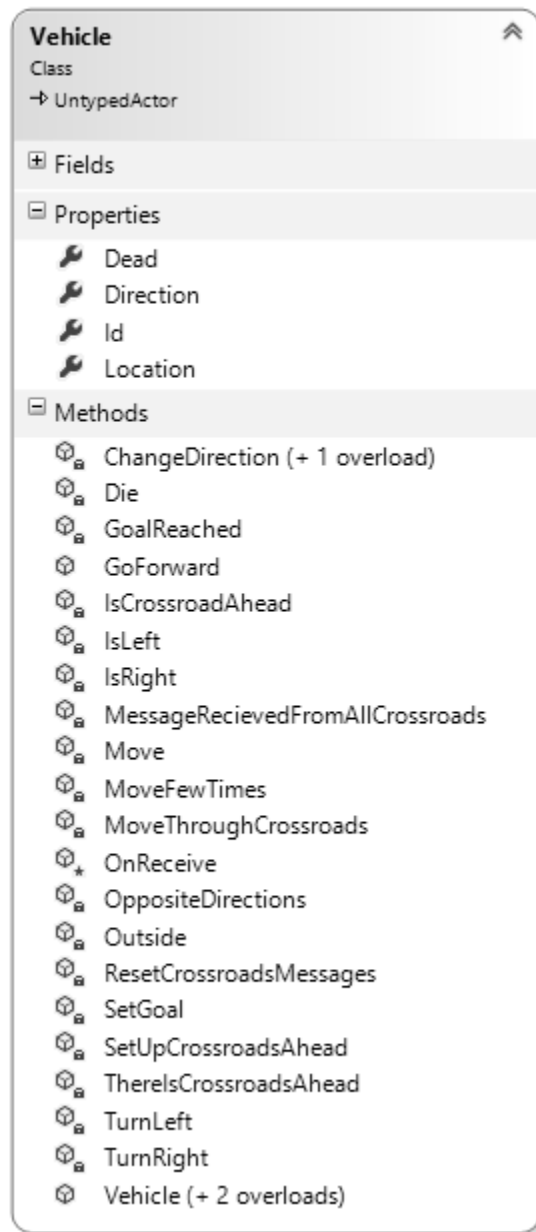 Vehicle
Class
UntypedActor
Fields
Properties
Dead
Direction
Id
Location
Methods
ChangeDirection (+ 1 overload)
Die
GoalReached
GoForward
IsCrossroadAhead
IsLeft
IsRight
MessageRecievedFromAllCrossroads
Move
MoveFewTimes
MoveThroughCrossroads
OnReceive
OppositeDirections
Outside
ResetCrossroadsMessages
SetGoal
SetUpCrossroadsAhead
ThereIsCrossroadsAhead
TurnLeft
TurnRight
Vehicle (+ 2 overloads)